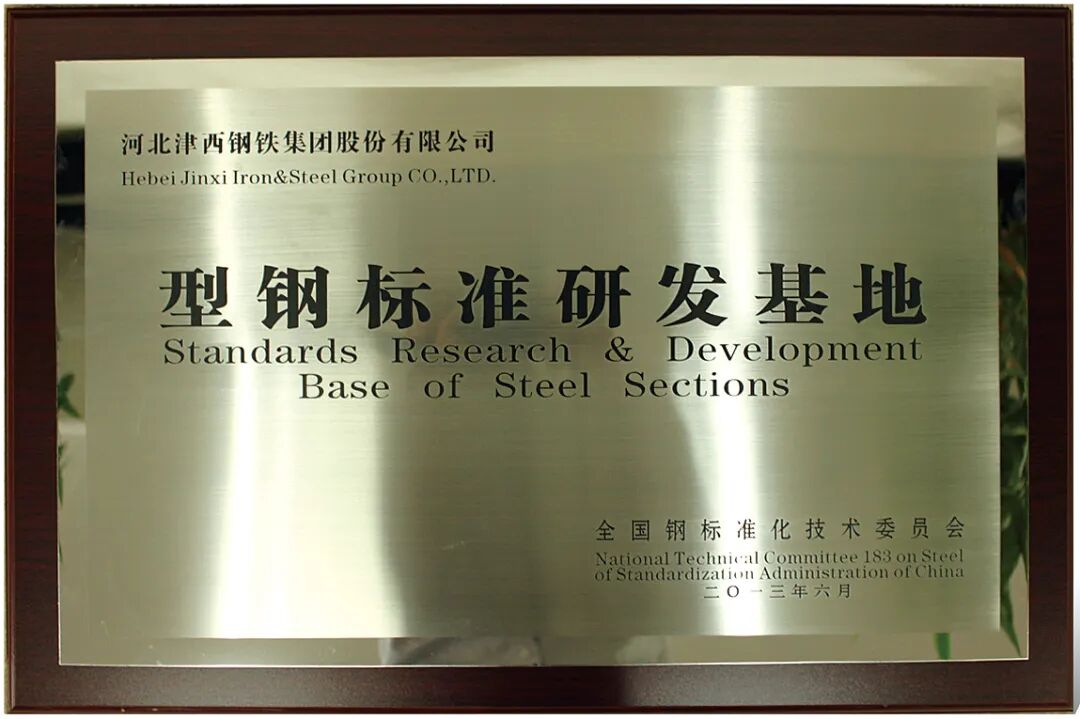 河北津西钢铁集团股份有限公司
Hebei Jinxi Iron&Steel Group CO.,LTD.
型钢标准研发基地
Standards Research & Development
Base of Steel Sections
全国钢标准化技术委员会
National Technical Committee 183 on Steel
of Standardization Administration of China
二〇一三年六月